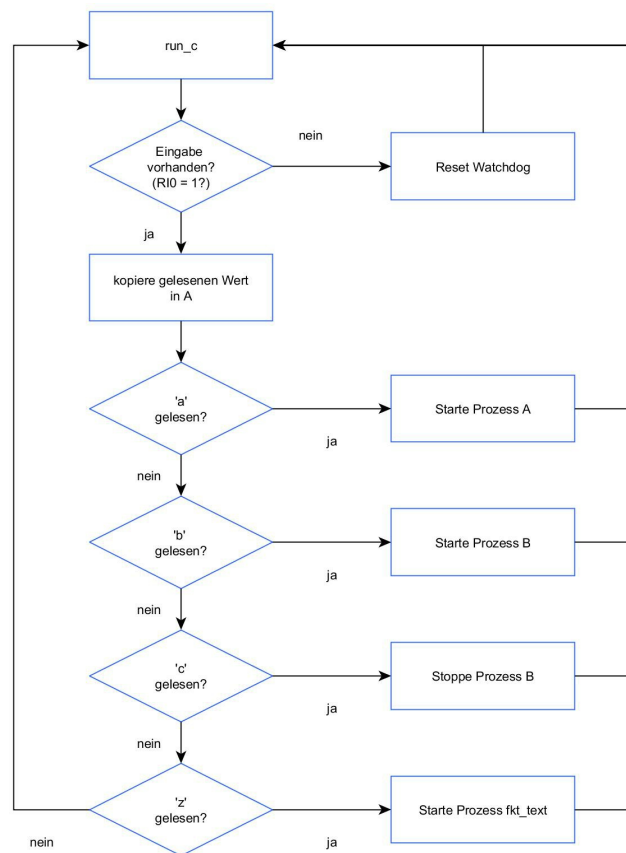 run_c
nein
Eingabe
vorhanden?
(RI0 = 1?)
Reset Watchdog
ja
kopiere gelesenen Wert
in A
'a'
gelesen?
Starte Prozess A
ja
nein
'b'
gelesen?
Starte Prozess B
ja
nein
'c'
gelesen?
Stoppe Prozess B
ja
nein
'z'
gelesen?
Starte Prozess fkt_text
nein
ja